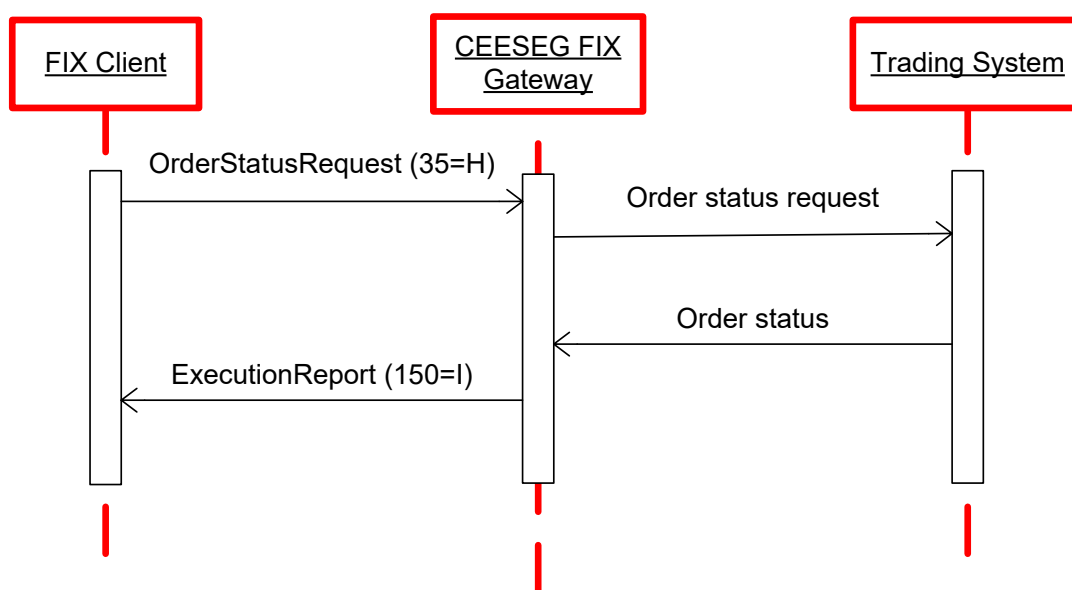 FIX Client
CEESEG FIX
Gateway
Trading System
OrderStatusRequest (35=H)
Order status request
Order status
ExecutionReport (150=I)